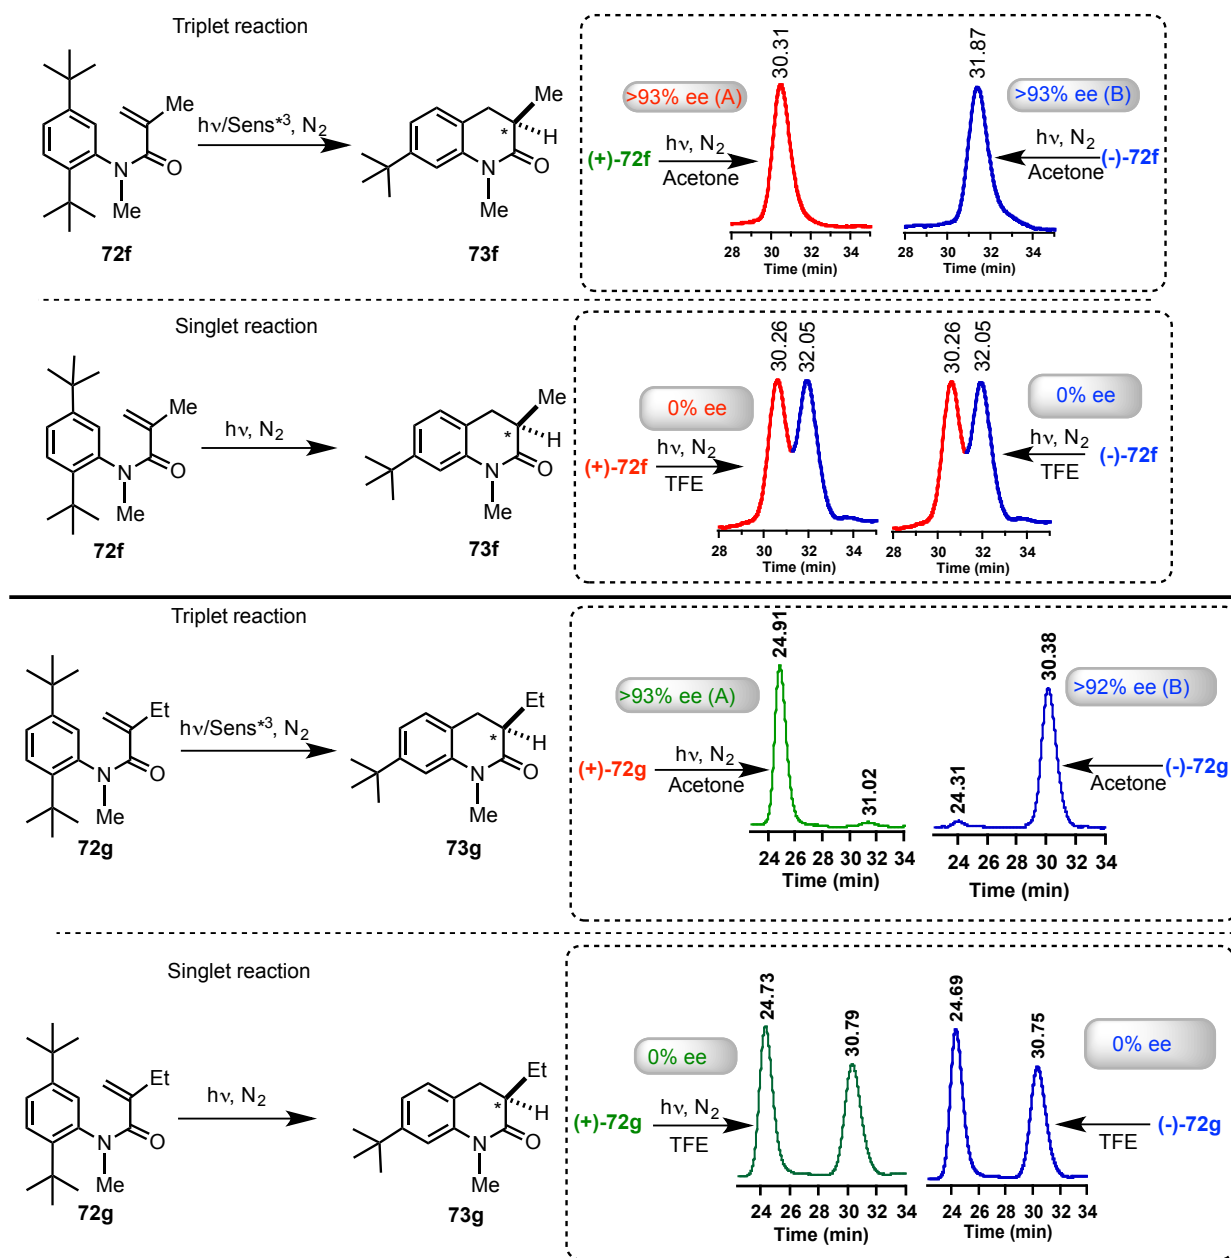 Triplet reaction
Me
N
O
Me
72f
hν/Sens*3, N2
Me
*
H
N
O
Me
73f
>93% ee (A)
(+)-72f
hν, N2
Acetone
30.31
28 30 32 34
Time (min)
31.87
28 30 32 34
Time (min)
>93% ee (B)
hν, N2
Acetone
(-)-72f
Singlet reaction
Me
N
O
Me
72f
hν, N2
Me
*
H
N
O
Me
73f
0% ee
(+)-72f
hν, N2
TFE
30.26
32.05
28 30 32 34
Time (min)
30.26
32.05
28 30 32 34
Time (min)
0% ee
hν, N2
TFE
(-)-72f
Triplet reaction
Et
N
O
Me
72g
hν/Sens*3, N2
Et
*
H
N
O
Me
73g
>93% ee (A)
(+)-72g
hν, N2
Acetone
24.91
31.02
24 26 28 30 32 34
Time (min)
24.31
30.38
24 26 28 30 32 34
Time (min)
>92% ee (B)
Acetone
(-)-72g
Singlet reaction
Et
N
O
Me
72g
hν, N2
Et
*
H
N
O
Me
73g
0% ee
(+)-72g
hν, N2
TFE
24.73
30.79
24 26 28 30 32 34
Time (min)
24.69
30.75
24 26 28 30 32 34
Time (min)
0% ee
TFE
(-)-72g